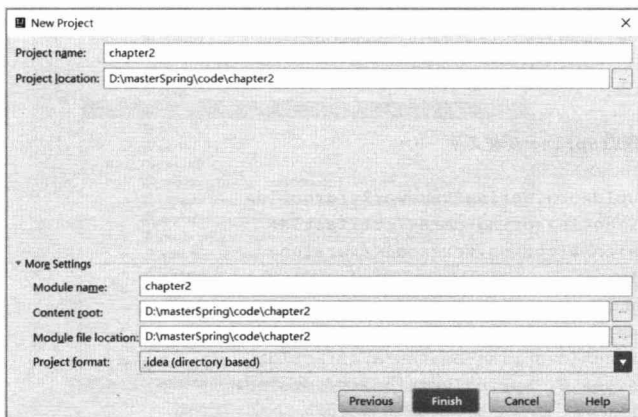 New Project
Project name: chapter2
Project location: D:\masterSpring\code\chapter2
More Settings
Module name: chapter2
Content root: D:\masterSpring\code\chapter2
Module file location: D:\masterSpring\code\chapter2
Project format: .idea (directory based)
Previous Finish Cancel Help